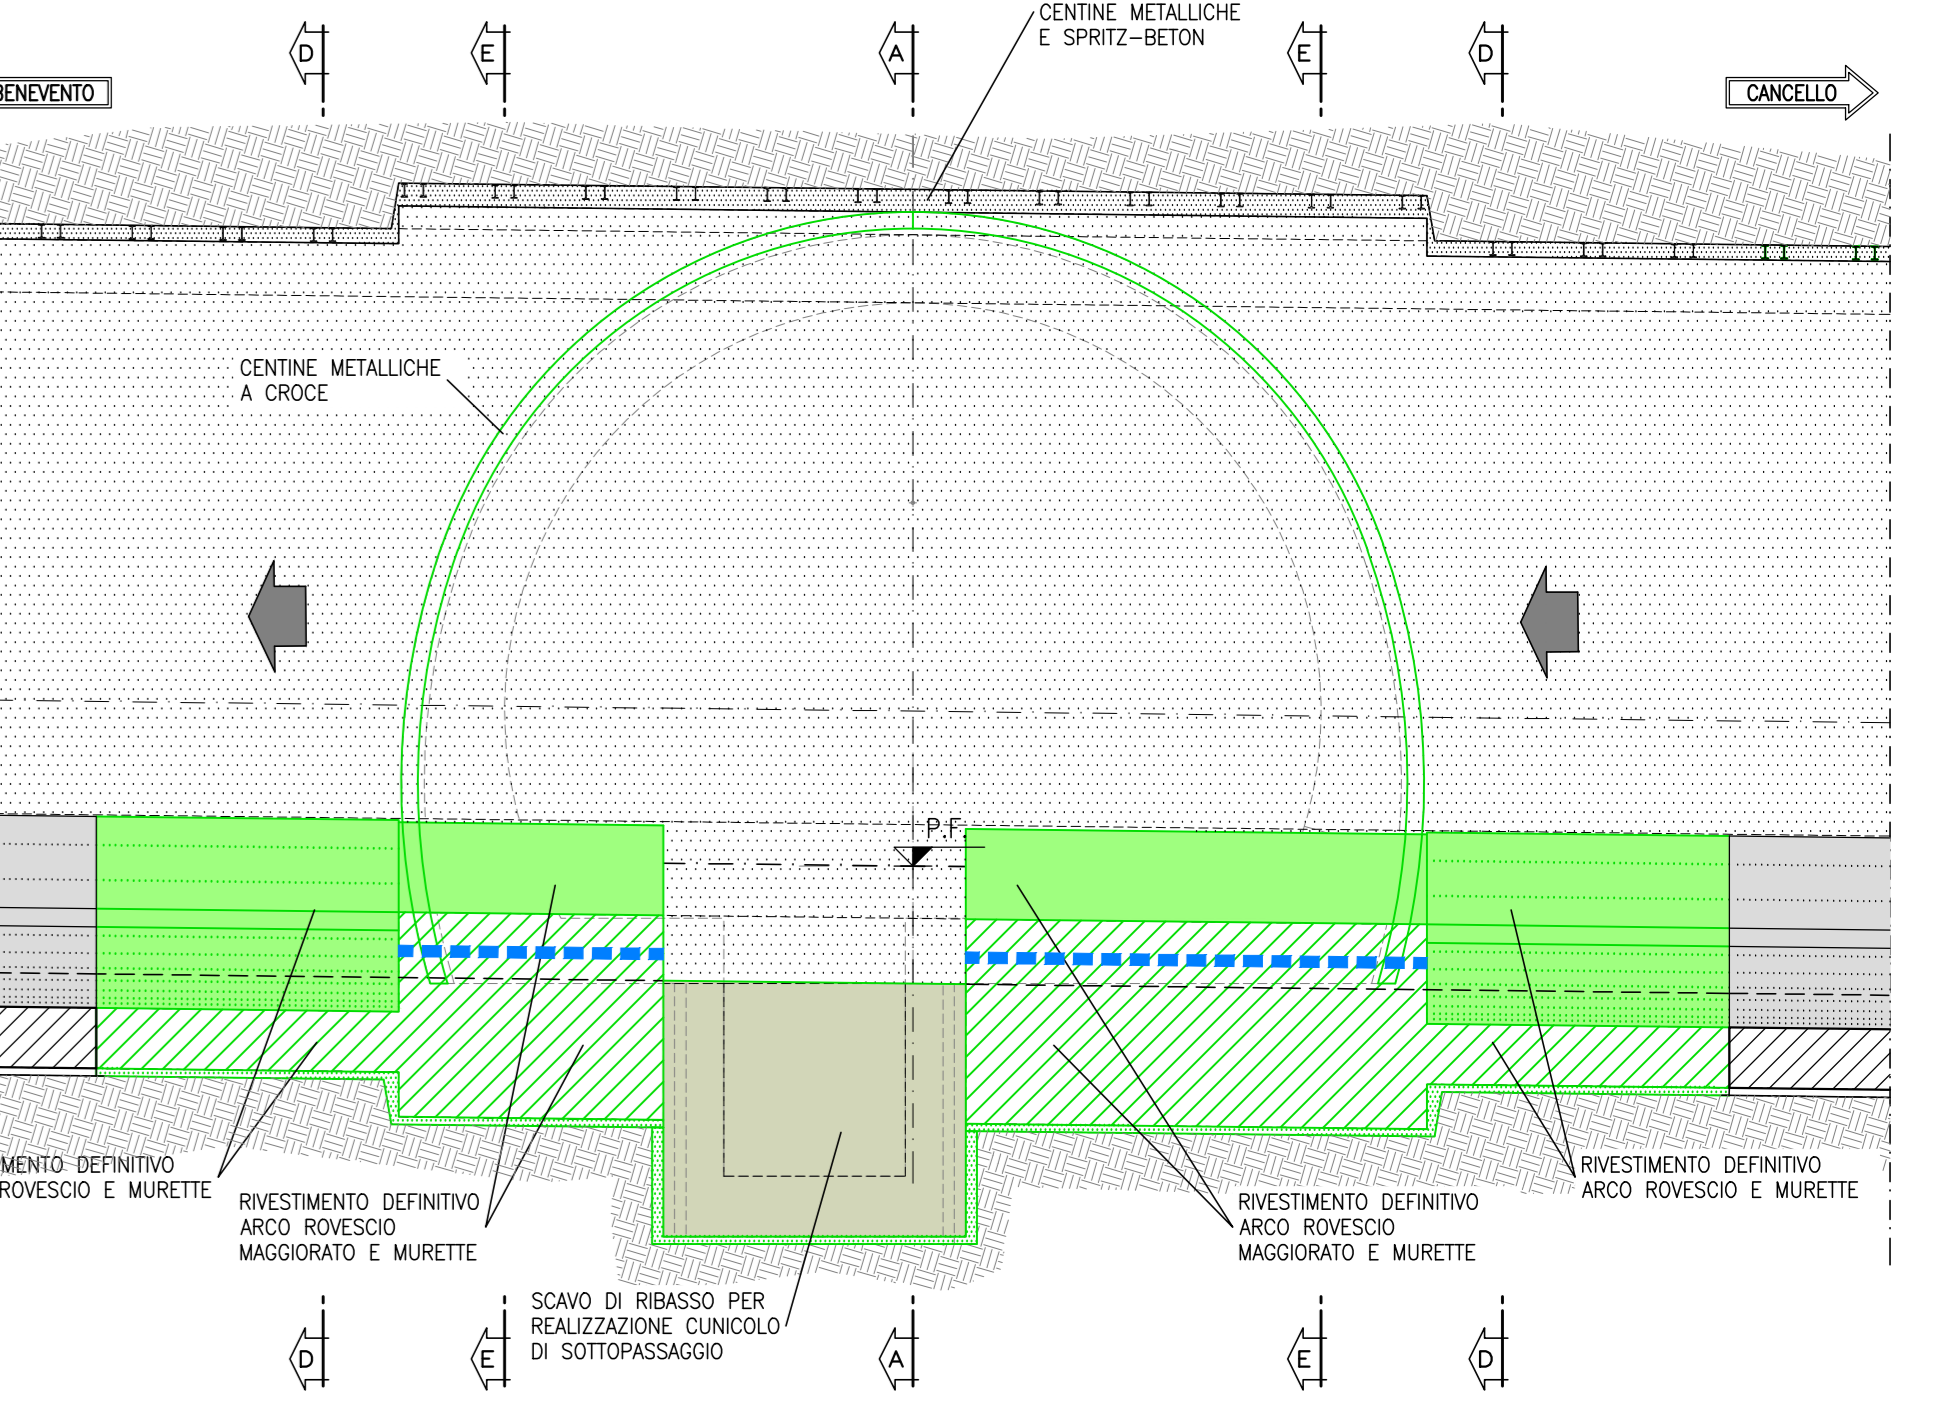 CENTINE METALLICHE
E SPRITZ-BETON
D
E
A
E
D
BENEVENTO
CANCELLO
CENTINE METALLICHE
A CROCE
P.F.
MENTO DEFINITIVO
ROVESCIO E MURETTE
RIVESTIMENTO DEFINITIVO
ARCO ROVESCIO
MAGGIORATO E MURETTE
RIVESTIMENTO DEFINITIVO
ARCO ROVESCIO
MAGGIORATO E MURETTE
RIVESTIMENTO DEFINITIVO
ARCO ROVESCIO E MURETTE
SCAVO DI RIBASSO PER
REALIZZAZIONE CUNICOLO
DI SOTTOPASSAGGIO
D
E
A
E
D